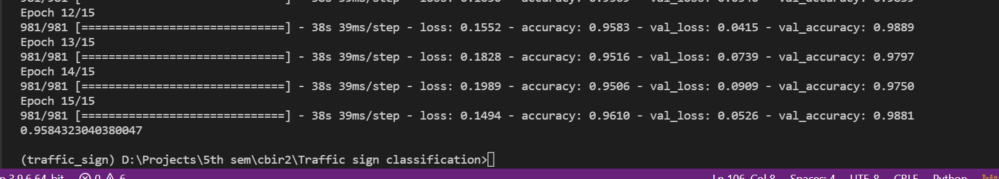 981/981 [==============================] - 38s 39ms/step - loss:
Epoch 12/15
981/981 [==============================] - 38s 39ms/step - loss: 0.1552 - accuracy: 0.9583 - val_loss: 0.0415 - val_accuracy: 0.9889
Epoch 13/15
981/981 [==============================] - 38s 39ms/step - loss: 0.1828 - accuracy: 0.9516 - val_loss: 0.0739 - val_accuracy: 0.9797
Epoch 14/15
981/981 [==============================] - 38s 39ms/step - loss: 0.1989 - accuracy: 0.9506 - val_loss: 0.0909 - val_accuracy: 0.9750
Epoch 15/15
981/981 [==============================] - 38s 39ms/step - loss: 0.1494 - accuracy: 0.9610 - val_loss: 0.0526 - val_accuracy: 0.9881
0.9584323040380047
(traffic_sign) D:\Projects\5th sem\cbir2\Traffic sign classification>
3.9.6 64-bit 0 6 Ln 106, Col 8 Spaces: 4 UTF-8 CRLF Python